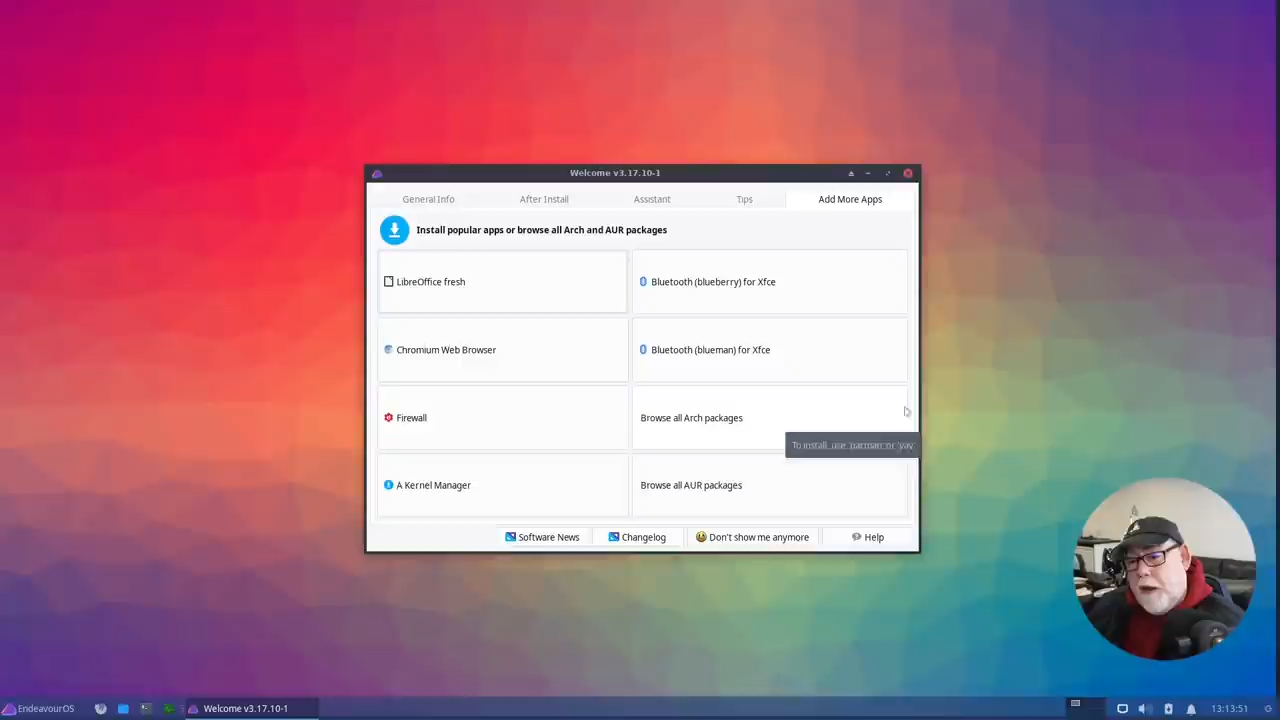 Welcome v3.17.10-1
General Info
After Install
Assistant
Tips
Add More Apps
Install popular apps or browse all Arch and AUR packages
LibreOffice fresh
Bluetooth (blueberry) for Xfce
Chromium Web Browser
Bluetooth (blueman) for Xfce
Firewall
Browse all Arch packages
To install, use 'pacman' or 'yay'
A Kernel Manager
Browse all AUR packages
Software News
Changelog
Don't show me anymore
Help
EndeavourOS
Welcome v3.17.10-1
13:13:51